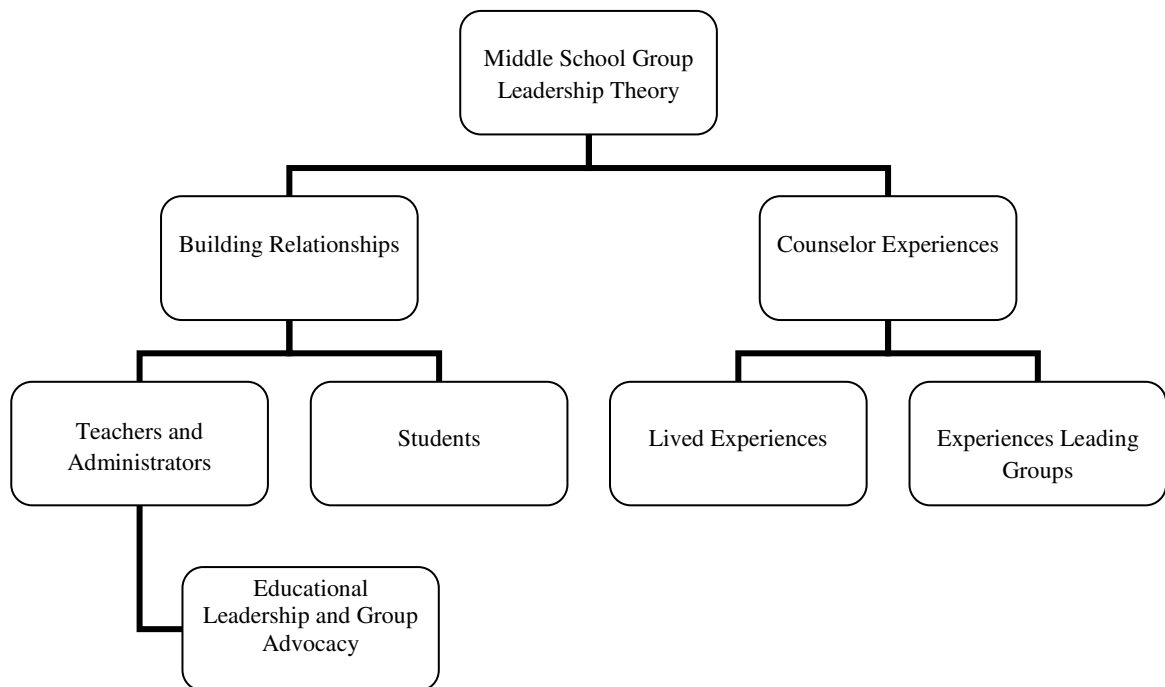 Middle School Group
Leadership Theory
Building Relationships
Counselor Experiences
Teachers and
Administrators
Students
Lived Experiences
Experiences Leading
Groups
Educational
Leadership and Group
Advocacy